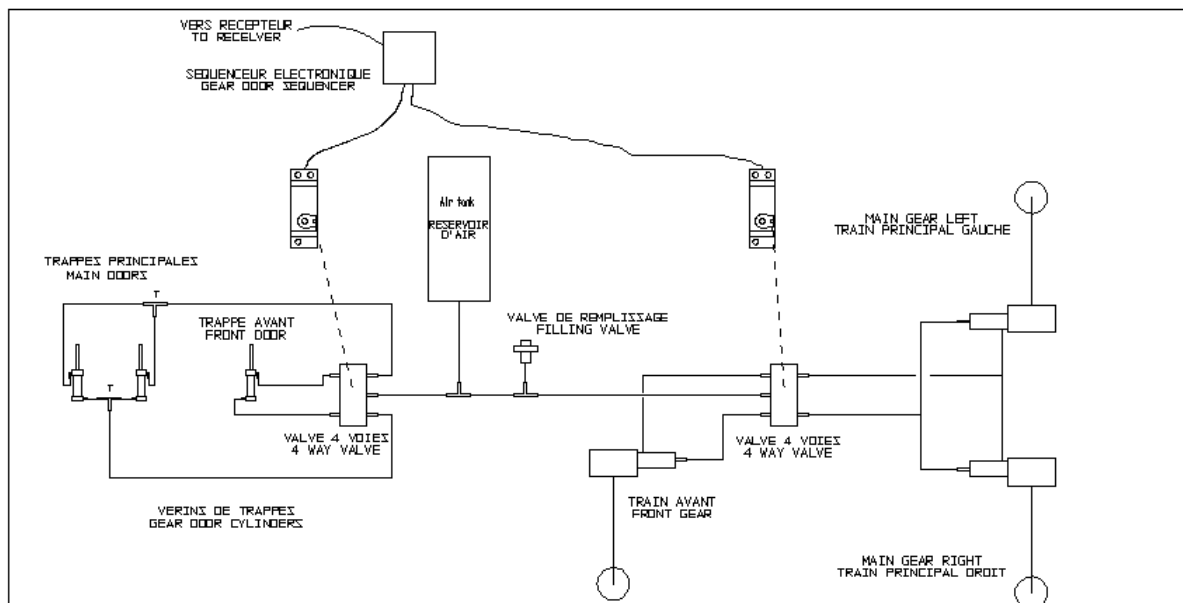 VERS RECEPTEUR
TO RECELVER
SEQUENCEUR ELECTRONIQUE
GEAR DOOR SEQUENCER
Air tank
RESERVOIR
D'AIR
MAIN GEAR LEFT
TRAIN PRINCIPAL GAUCHE
TRAPPES PRINCIPALES
MAIN DOORS
T
TRAPPE AVANT
FRONT DOOR
VALVE DE REMPLISSAGE
FILLING VALVE
T
VALVE 4 VOIES
4 WAY VALVE
VALVE 4 VOIES
4 WAY VALVE
VERINS DE TRAPPES
GEAR DOOR CYLINDERS
TRAIN AVANT
FRONT GEAR
MAIN GEAR RIGHT
TRAIN PRINCIPAL DROIT